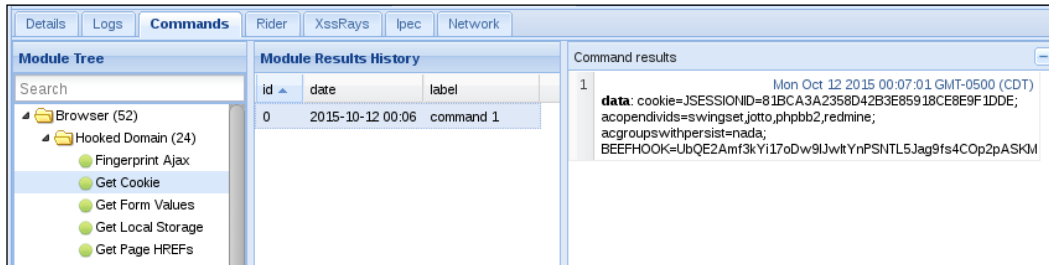 Details Logs Commands Rider XssRays Ipec Network
Module Tree
Search
Browser (52)
Hooked Domain (24)
Fingerprint Ajax
Get Cookie
Get Form Values
Get Local Storage
Get Page HREFs
Module Results History
id date label
0 2015-10-12 00:06 command 1
Command results
1 Mon Oct 12 2015 00:07:01 GMT-0500 (CDT)
data: cookie=JSESSIONID=81BCA3A2358D42B3E85918CE8E9F1DDE;
acopendivids=swingset,jotto,phpbb2,redmine;
acgroupswithpersist=nada;
BEEFHOOK=UbQE2Amf3kYi17oDw9IJwItYnPSNTL5Jag9fs4COp2pASKM